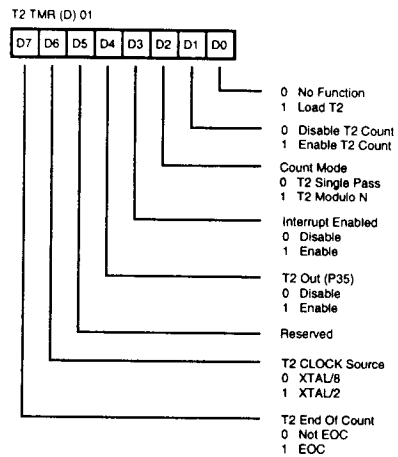 T2 TMR (D) 01
D7 D6 D5 D4 D3 D2 D1 D0
0 No Function
1 Load T2
0 Disable T2 Count
1 Enable T2 Count
Count Mode
0 T2 Single Pass
1 T2 Modulo N
Interrupt Enabled
0 Disable
1 Enable
T2 Out (P35)
0 Disable
1 Enable
Reserved
T2 CLOCK Source
0 XTAL/8
1 XTAL/2
T2 End Of Count
0 Not EOC
1 EOC